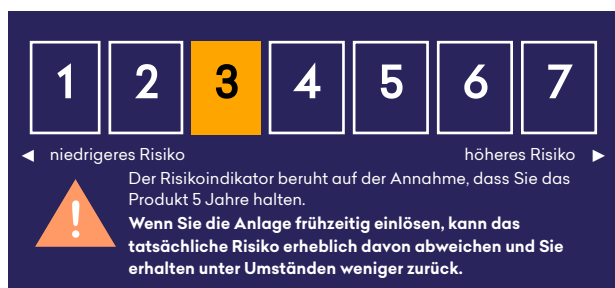 1 2 3 4 5 6 7
◄ niedrigeres Risiko höheres Risiko ►
Der Risikoindikator beruht auf der Annahme, dass Sie das
Produkt 5 Jahre halten.
Wenn Sie die Anlage frühzeitig einlösen, kann das
tatsächliche Risiko erheblich davon abweichen und Sie
erhalten unter Umständen weniger zurück.
!